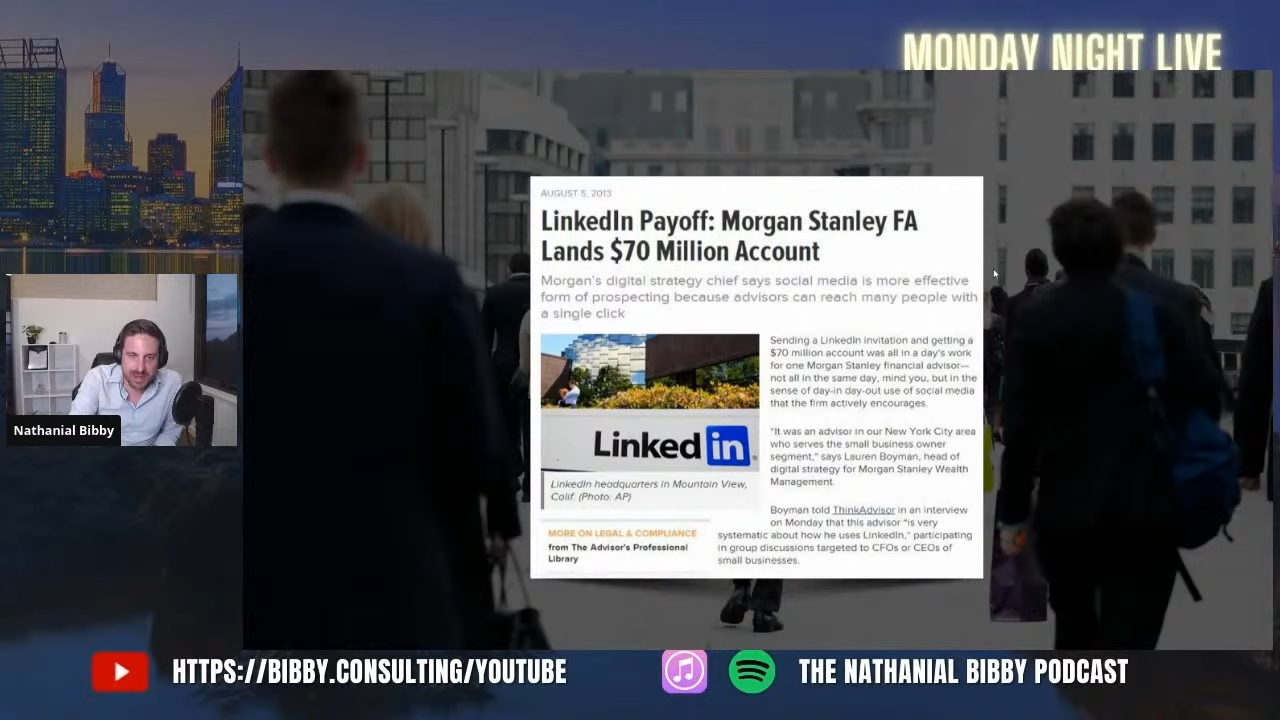 MONDAY NIGHT LIVE
AUGUST 5, 2013
LinkedIn Payoff: Morgan Stanley FA
Lands $70 Million Account
Morgan's digital strategy chief says social media is more effective
form of prospecting because advisors can reach many people with
a single click
Linked in
LinkedIn headquarters in Mountain View,
Calif. (Photo: AP)
MORE ON LEGAL & COMPLIANCE
from The Advisor's Professional
Library
Sending a LinkedIn invitation and getting a
$70 million account was all in a day's work
for one Morgan Stanley financial advisor—
not all in the same day, mind you, but in the
sense of day-in day-out use of social media
that the firm actively encourages.
"It was an advisor in our New York City area
who serves the small business owner
segment," says Lauren Boyman, head of
digital strategy for Morgan Stanley Wealth
Management.
Boyman told ThinkAdvisor in an interview
on Monday that this advisor "is very
systematic about how he uses LinkedIn," participating
in group discussions targeted to CFOs or CEOs of
small businesses.
Nathanial Bibby
HTTPS://BIBBY.CONSULTING/YOUTUBE
THE NATHANIAL BIBBY PODCAST